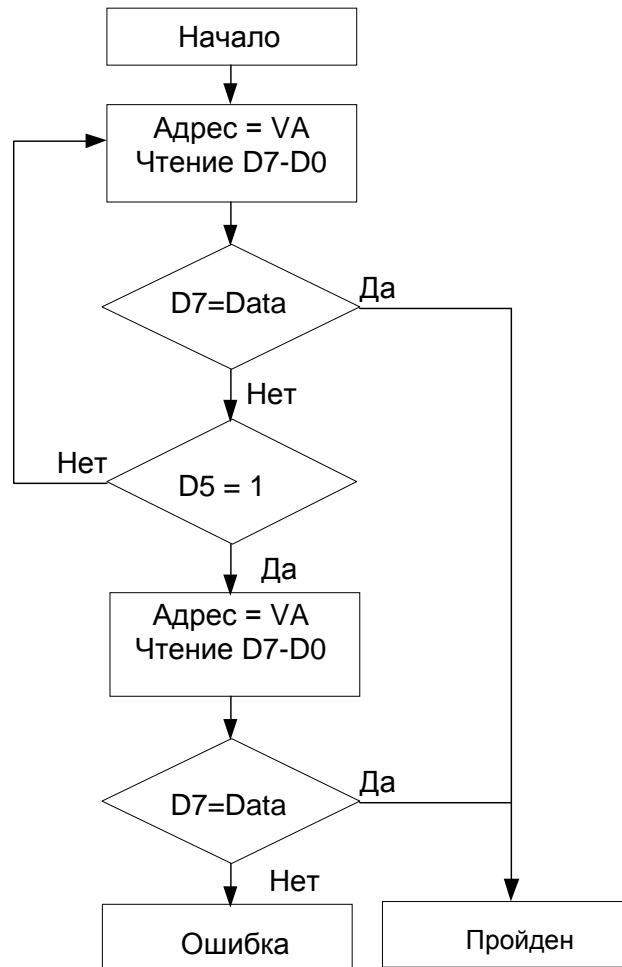 Начало
Адрес = VA
Чтение D7-D0
D7=Data
Да
Нет
Нет
D5 = 1
Да
Адрес = VA
Чтение D7-D0
D7=Data
Да
Нет
Ошибка
Пройден